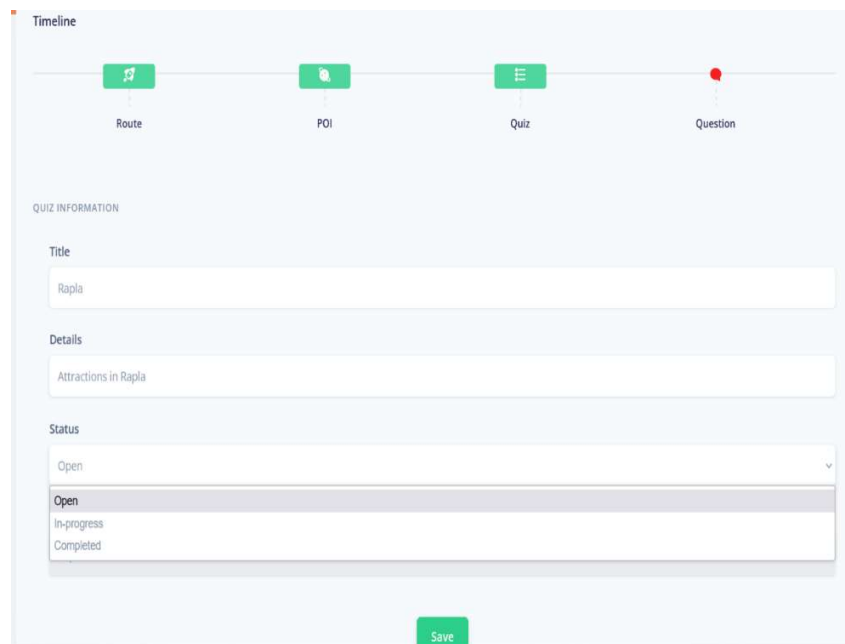 Timeline
Route POI Quiz Question
QUIZ INFORMATION
Title
Rapla
Details
Attractions in Rapla
Status
Open
Open
In-progress
Completed
Save